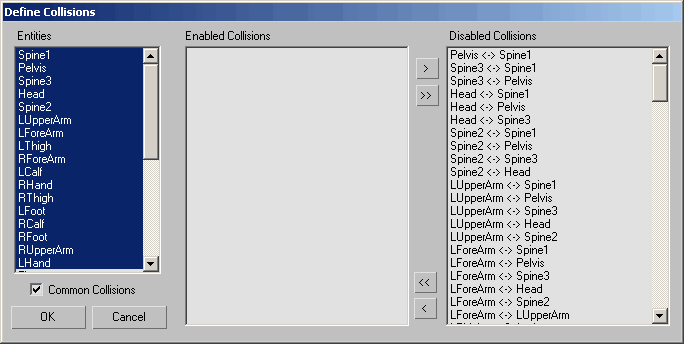 Define Collisions
Entities
Spine1
Pelvis
Spine3
Head
Spine2
LUpperArm
LForeArm
LThigh
RForeArm
LCalf
RHand
RThigh
LFoot
RCalf
RFoot
RUpperArm
LHand
Common Collisions
OK
Cancel
Enabled Collisions
>
>>
<<
<
Disabled Collisions
Pelvis <-> Spine1
Spine3 <-> Spine1
Spine3 <-> Pelvis
Head <-> Spine1
Head <-> Pelvis
Head <-> Spine3
Spine2 <-> Spine1
Spine2 <-> Pelvis
Spine2 <-> Spine3
Spine2 <-> Head
LUpperArm <-> Spine1
LUpperArm <-> Pelvis
LUpperArm <-> Spine3
LUpperArm <-> Head
LUpperArm <-> Spine2
LForeArm <-> Spine1
LForeArm <-> Pelvis
LForeArm <-> Spine3
LForeArm <-> Head
LForeArm <-> Spine2
LForeArm <-> LUpperArm